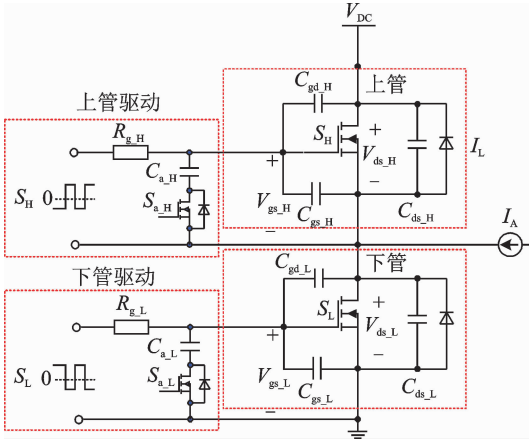 V_DC
上管驱动
上管
C_gd_H
R_g_H
S_H
C_a_H
V_ds_H
I_L
S_H 0
S_a_H
V_gs_H
C_gs_H
C_ds_H
I_A
下管驱动
下管
C_gd_L
R_g_L
S_L
C_a_L
V_ds_L
S_L 0
S_a_L
V_gs_L
C_gs_L
C_ds_L